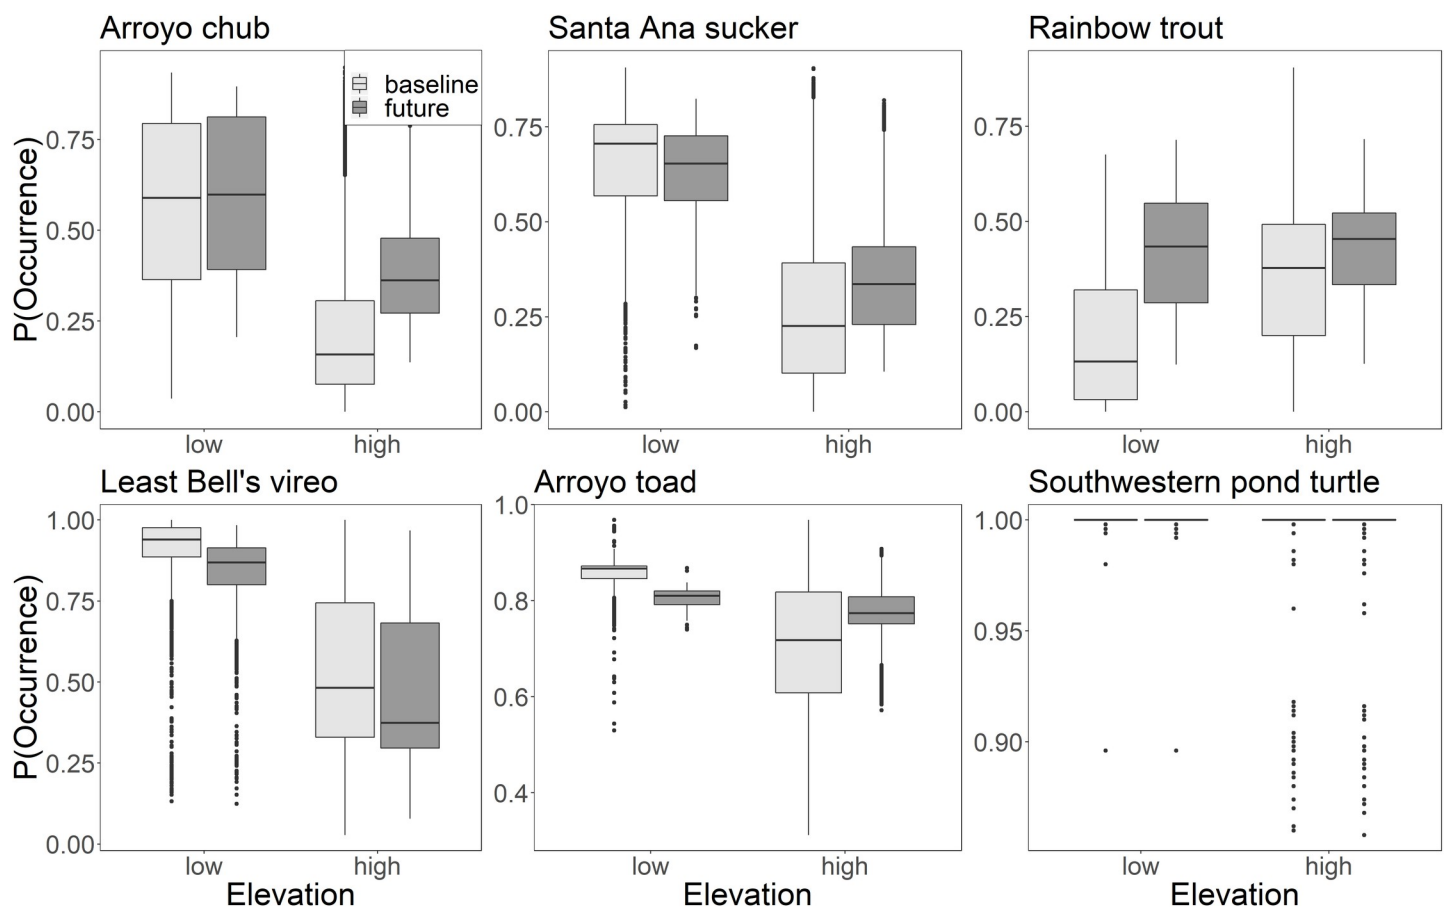 Arroyo chub
Santa Ana sucker
Rainbow trout
baseline
future
P(Occurrence)
0.75
0.50
0.25
0.00
low
high
0.75
0.50
0.25
0.00
low
high
0.75
0.50
0.25
0.00
low
high
Least Bell's vireo
Arroyo toad
Southwestern pond turtle
P(Occurrence)
1.00
0.75
0.50
0.25
0.00
low
high
Elevation
1.0
0.8
0.6
0.4
low
high
1.00
0.95
0.90
low
high
Elevation